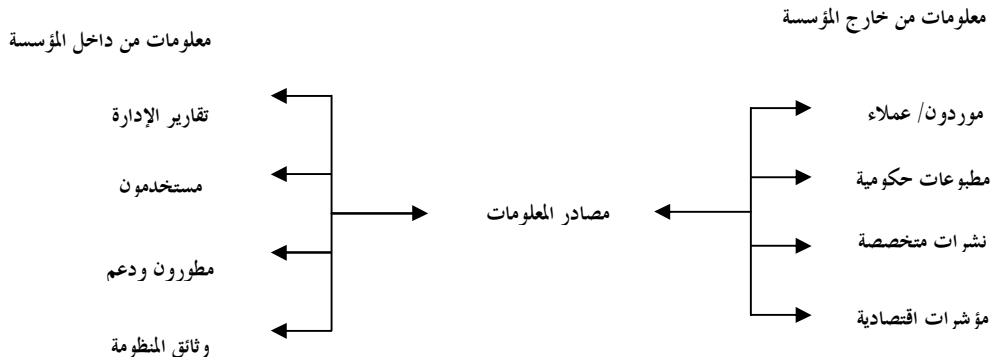 معلومات من خارج المؤسسة
موردون/ عملاء
مطبوعات حكومية
نشرات متخصصة
مؤشرات اقتصادية
مصادر المعلومات
معلومات من داخل المؤسسة
تقارير الإدارة
مستخدمون
مطورون ودعم
وثائق المنظومة